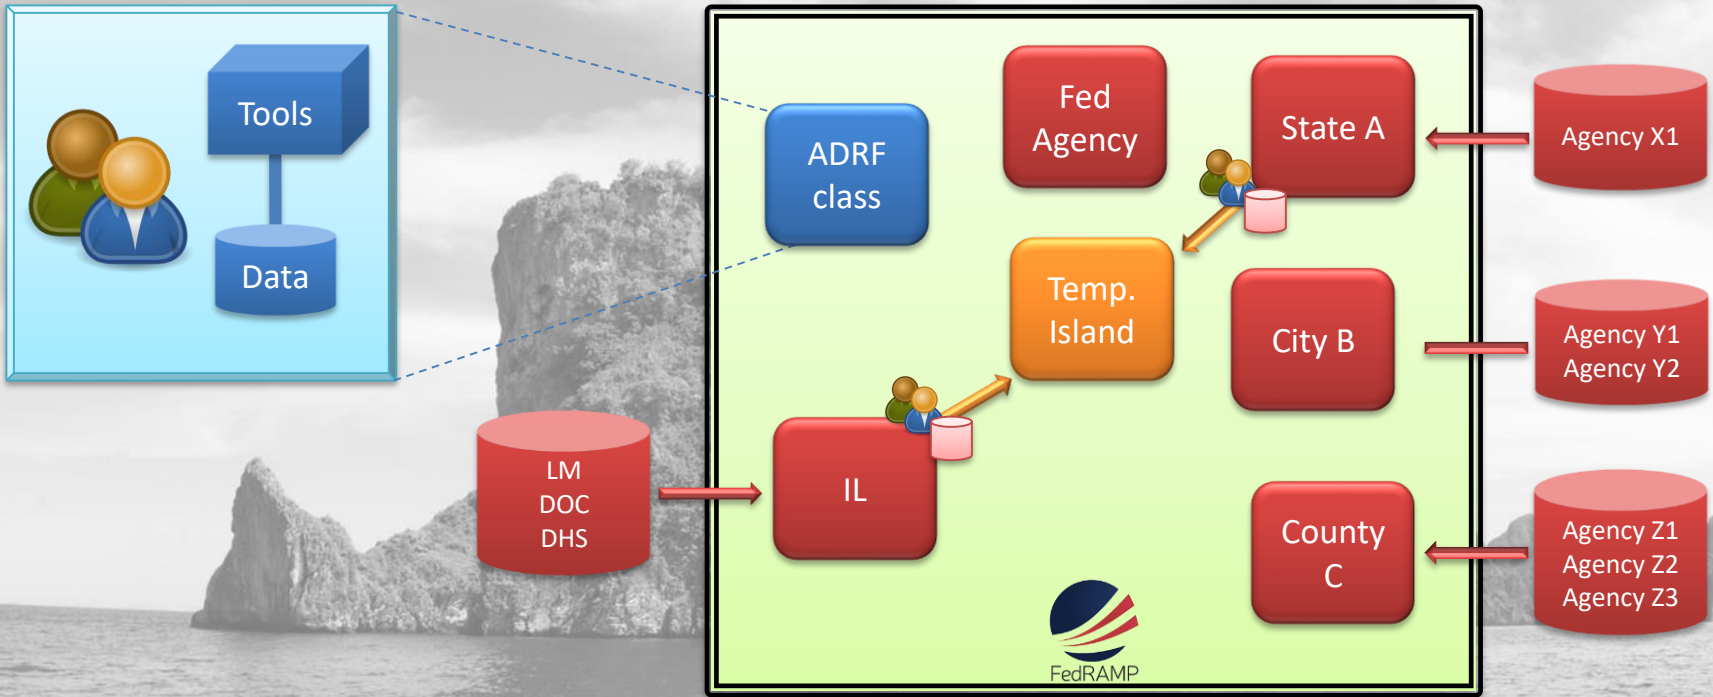 Tools
Data
ADRF
class
Fed
Agency
State A
Agency X1
Temp.
Island
City B
Agency Y1
Agency Y2
LM
DOC
DHS
IL
County
C
Agency Z1
Agency Z2
Agency Z3
FedRAMP